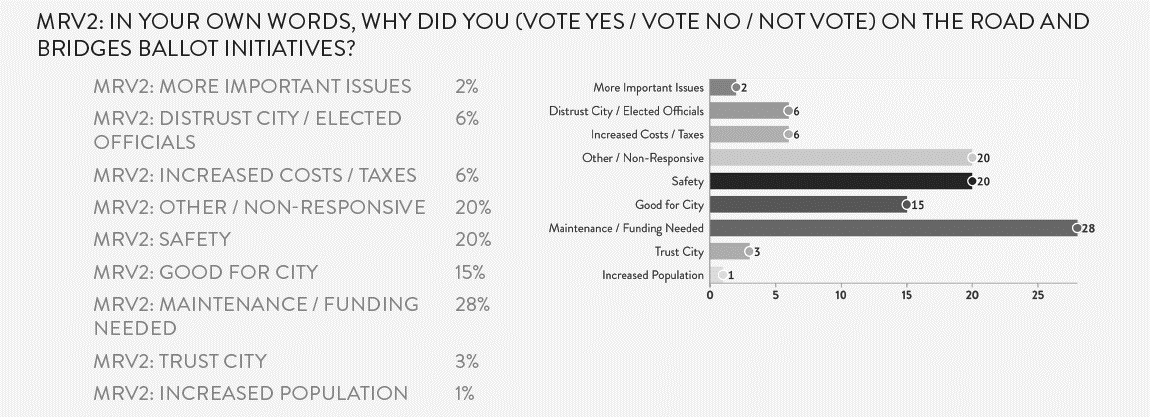 MRV2: IN YOUR OWN WORDS, WHY DID YOU (VOTE YES / VOTE NO / NOT VOTE) ON THE ROAD AND
BRIDGES BALLOT INITIATIVES?
MRV2: MORE IMPORTANT ISSUES 2%
MRV2: DISTRUST CITY / ELECTED 6%
OFFICIALS
MRV2: INCREASED COSTS / TAXES 6%
MRV2: OTHER / NON-RESPONSIVE 20%
MRV2: SAFETY 20%
MRV2: GOOD FOR CITY 15%
MRV2: MAINTENANCE / FUNDING 28%
NEEDED
MRV2: TRUST CITY 3%
MRV2: INCREASED POPULATION 1%
More Important Issues 2
Distrust City / Elected Officials 6
Increased Costs / Taxes 6
Other / Non-Responsive 20
Safety 20
Good for City 15
Maintenance / Funding Needed 28
Trust City 3
Increased Population 1
0 5 10 15 20 25